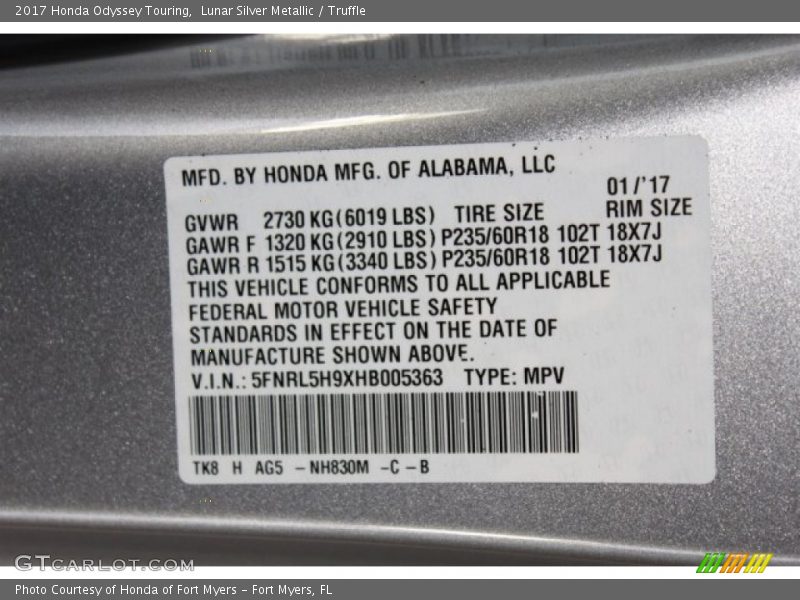 2017 Honda Odyssey Touring,  Lunar Silver Metallic / Truffle
MFD. BY HONDA MFG. OF ALABAMA, LLC
01/'17
GVWR 2730 KG(6019 LBS) TIRE SIZE RIM SIZE
GAWR F 1320 KG(2910 LBS) P235/60R18 102T 18X7J
GAWR R 1515 KG(3340 LBS) P235/60R18 102T 18X7J
THIS VEHICLE CONFORMS TO ALL APPLICABLE
FEDERAL MOTOR VEHICLE SAFETY
STANDARDS IN EFFECT ON THE DATE OF
MANUFACTURE SHOWN ABOVE.
V.I.N.: 5FNRL5H9XHB005363 TYPE: MPV
TK8 H AG5 -NH830M -C-B
GTCARLOT.COM
Photo Courtesy of Honda of Fort Myers - Fort Myers, FL